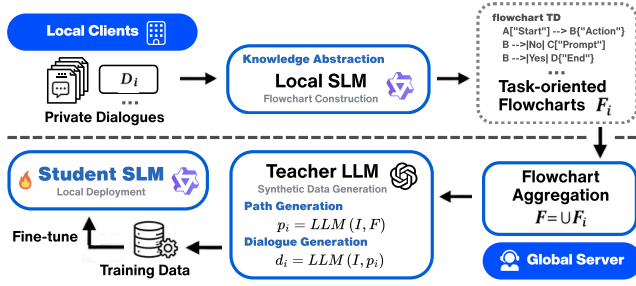 Local Clients
D_i
...
Private Dialogues
Knowledge Abstraction
Local SLM
Flowchart Construction
flowchart TD
A["Start"] --> B{"Action"}
B -->|No| C["Prompt"]
B -->|Yes| D{"End"}
...
Task-oriented
Flowcharts F_i
Student SLM
Local Deployment
Fine-tune
Training Data
Teacher LLM
Synthetic Data Generation
Path Generation
p_i = LLM (I, F)
Dialogue Generation
d_i = LLM (I, p_i)
Flowchart
Aggregation
F = ∪ F_i
Global Server